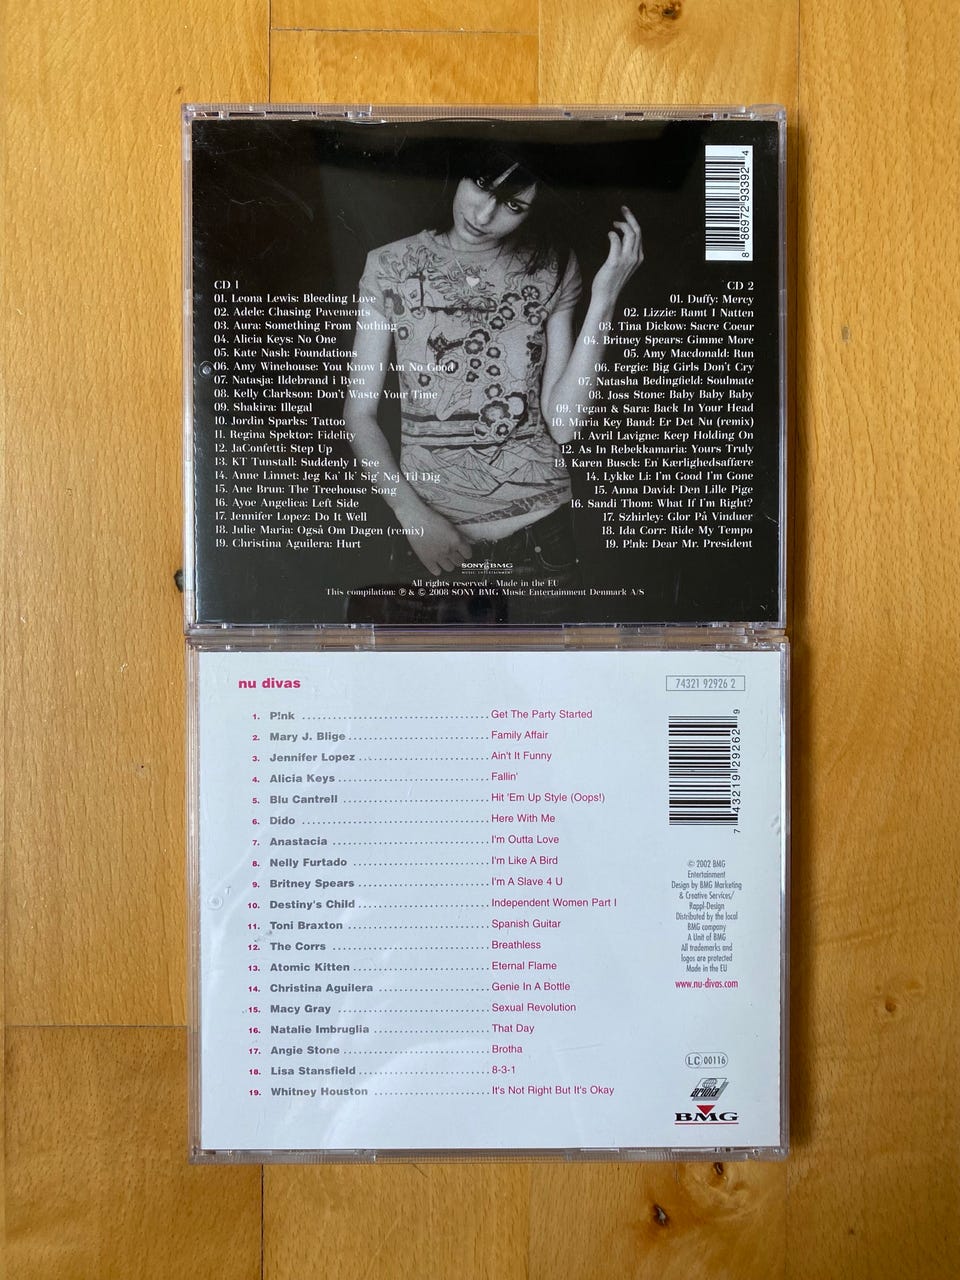 8 86972 93392 4
CD 1
01. Leona Lewis: Bleeding Love
02. Adele: Chasing Pavements
03. Aura: Something From Nothing
04. Alicia Keys: No One
05. Kate Nash: Foundations
06. Amy Winehouse: You Know I Am No Good
07. Natasja: Ildebrand i Byen
08. Kelly Clarkson: Don't Waste Your Time
09. Shakira: Illegal
10. Jordin Sparks: Tattoo
11. Regina Spektor: Fidelity
12. JaConfetti: Step Up
13. KT Tunstall: Suddenly I See
14. Anne Linnet: Jeg Ka' Ik' Sig' Nej Til Dig
15. Ane Brun: The Treehouse Song
16. Ayoe Angelica: Left Side
17. Jennifer Lopez: Do It Well
18. Julie Maria: Også Om Dagen (remix)
19. Christina Aguilera: Hurt
CD 2
01. Duffy: Mercy
02. Lizzie: Ramt I Natten
03. Tina Dickow: Sacre Coeur
04. Britney Spears: Gimme More
05. Amy Macdonald: Run
06. Fergie: Big Girls Don't Cry
07. Natasha Bedingfield: Soulmate
08. Joss Stone: Baby Baby Baby
09. Tegan & Sara: Back In Your Head
10. Maria Key Band: Er Det Nu (remix)
11. Avril Lavigne: Keep Holding On
12. As In Rebekkamaria: Yours Truly
13. Karen Busck: En Kærlighedsaffære
14. Lykke Li: I'm Good I'm Gone
15. Anna David: Den Lille Pige
16. Sandi Thom: What If I'm Right?
17. Szhirley: Glor På Vinduer
18. Ida Corr: Ride My Tempo
19. P!nk: Dear Mr. President
SONY BMG
MUSIC ENTERTAINMENT
All rights reserved - Made in the EU
This compilation: ℗ & © 2008 SONY BMG Music Entertainment Denmark A/S
nu divas
74321 92926 2
1. P!nk ........ Get The Party Started
2. Mary J. Blige ........ Family Affair
3. Jennifer Lopez ........ Ain't It Funny
4. Alicia Keys ........ Fallin'
5. Blu Cantrell ........ Hit 'Em Up Style (Oops!)
6. Dido ........ Here With Me
7. Anastacia ........ I'm Outta Love
8. Nelly Furtado ........ I'm Like A Bird
9. Britney Spears ........ I'm A Slave 4 U
10. Destiny's Child ........ Independent Women Part I
11. Toni Braxton ........ Spanish Guitar
12. The Corrs ........ Breathless
13. Atomic Kitten ........ Eternal Flame
14. Christina Aguilera ........ Genie In A Bottle
15. Macy Gray ........ Sexual Revolution
16. Natalie Imbruglia ........ That Day
17. Angie Stone ........ Brotha
18. Lisa Stansfield ........ 8-3-1
19. Whitney Houston ........ It's Not Right But It's Okay
7 43219 29262 9
© 2002 BMG
Entertainment
Design by BMG Marketing
& Creative Services/
Rappl-Design
Distributed by the local
BMG company
A Unit of BMG
All trademarks and
logos are protected
Made in the EU
www.nu-divas.com
LC 00116
ariola
BMG